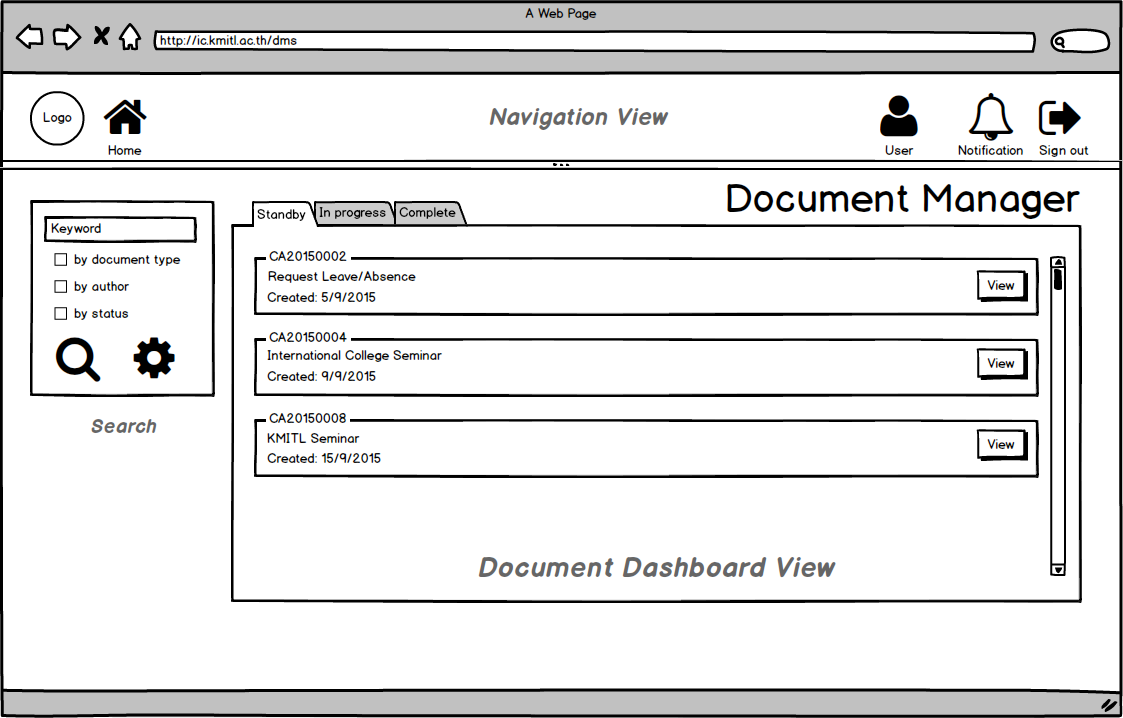 A Web Page
http://ic.kmitl.ac.th/dms
Logo
Home
Navigation View
User
Notification
Sign out
Document Manager
Keyword
by document type
by author
by status
Search
Standby
In progress
Complete
CA20150002
Request Leave/Absence
Created: 5/9/2015
View
CA20150004
International College Seminar
Created: 9/9/2015
View
CA20150008
KMITL Seminar
Created: 15/9/2015
View
Document Dashboard View